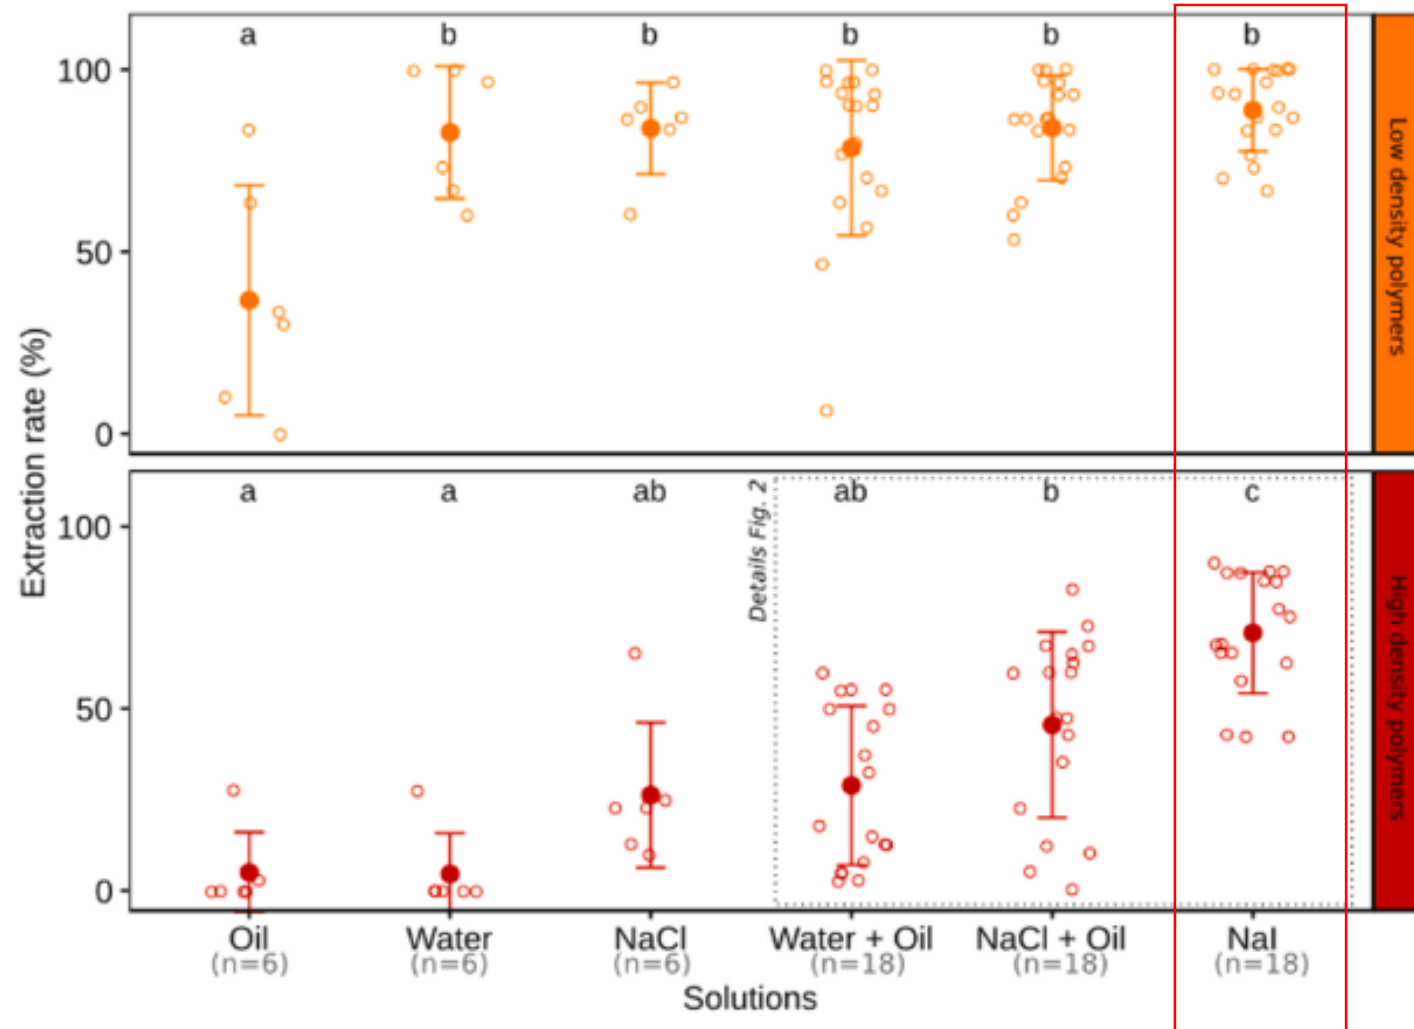 a b b b b b
100
50
0
Low density polymers
Extraction rate (%)
a a ab ab b c
Details Fig. 2
100
50
0
High density polymers
Oil Water NaCl Water + Oil NaCl + Oil NaI
(n=6) (n=6) (n=6) (n=18) (n=18) (n=18)
Solutions